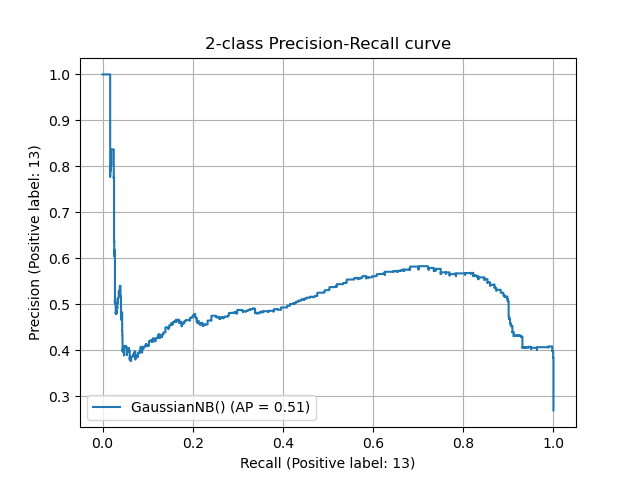 2-class Precision-Recall curve
1.0
0.9
0.8
0.7
0.6
0.5
0.4
0.3
Precision (Positive label: 13)
GaussianNB() (AP = 0.51)
0.0 0.2 0.4 0.6 0.8 1.0
Recall (Positive label: 13)